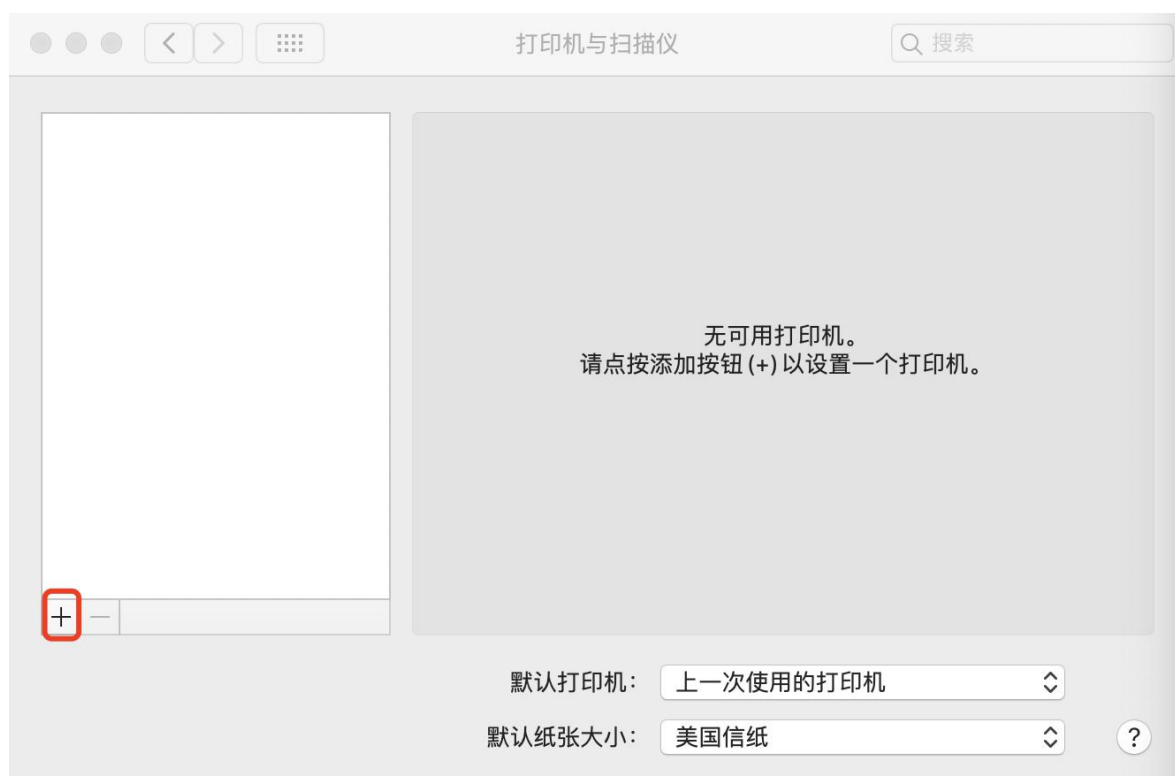 打印机与扫描仪
搜索
无可用打印机。
请点按添加按钮(+)以设置一个打印机。
默认打印机：
上一次使用的打印机
默认纸张大小：
美国信纸
?